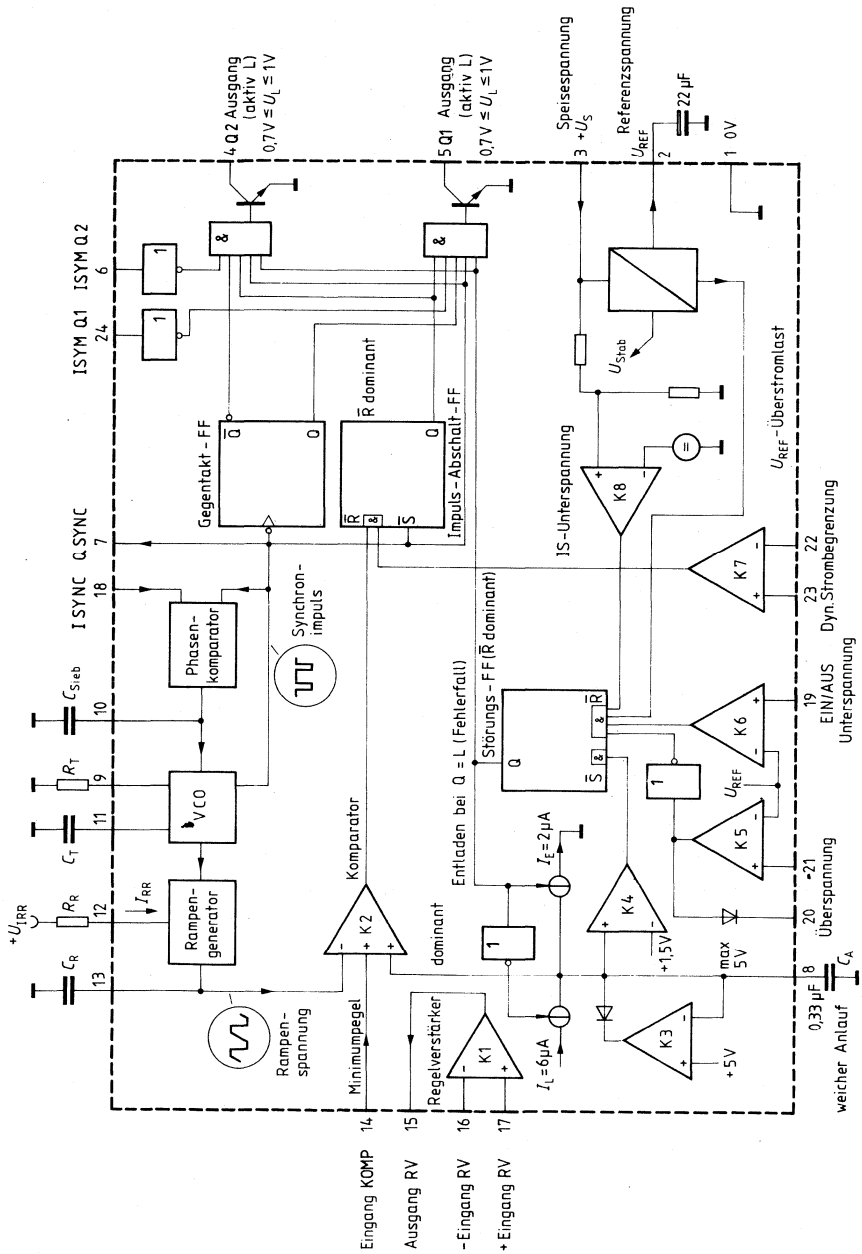 +U_IRR
C_R
R_R
C_T
R_T
C_Sieb
13
12
11
9
10
I SYNC
18
Q SYNC
7
ISYM Q1
24
ISYM Q2
6
I_RR
Rampen-
generator
VCO
Phasen-
komparator
Rampen-
spannung
Synchron-
impuls
1
1
Gegentakt-FF
Q̅
Q
R̅ dominant
R̅
&
S̅
Q
Impuls-Abschalt-FF
&
&
4 Q2 Ausgang
(aktiv L)
0,7V ≤ U_L ≤ 1V
5 Q1 Ausgang
(aktiv L)
0,7V ≤ U_L ≤ 1V
Eingang KOMP 14
Ausgang RV 15
- Eingang RV 16
+ Eingang RV 17
Minimumpegel
Regelverstärker
K1
-
+
Komparator
K2
-
+
+
dominant
1
I_L=6µA
I_E=2µA
Entladen bei Q = L (Fehlerfall)
Störungs-FF (R̅ dominant)
Q
S̅
&
&
R̅
IS-Unterspannung
K8
+
-
=
U_Stab
Speisespannung
3 +U_S
Referenzspannung
U_REF
2
22 µF
1 0V
U_REF-Überstromlast
K3
+
-
+5V
K4
+
-
+1,5V
max
5V
1
K5
+
-
U_REF
K6
-
+
K7
+
-
0,33 µF
8
C_A
weicher Anlauf
20
21
Überspannung
19
EIN/AUS
Unterspannung
23
22
Dyn. Strombegrenzung